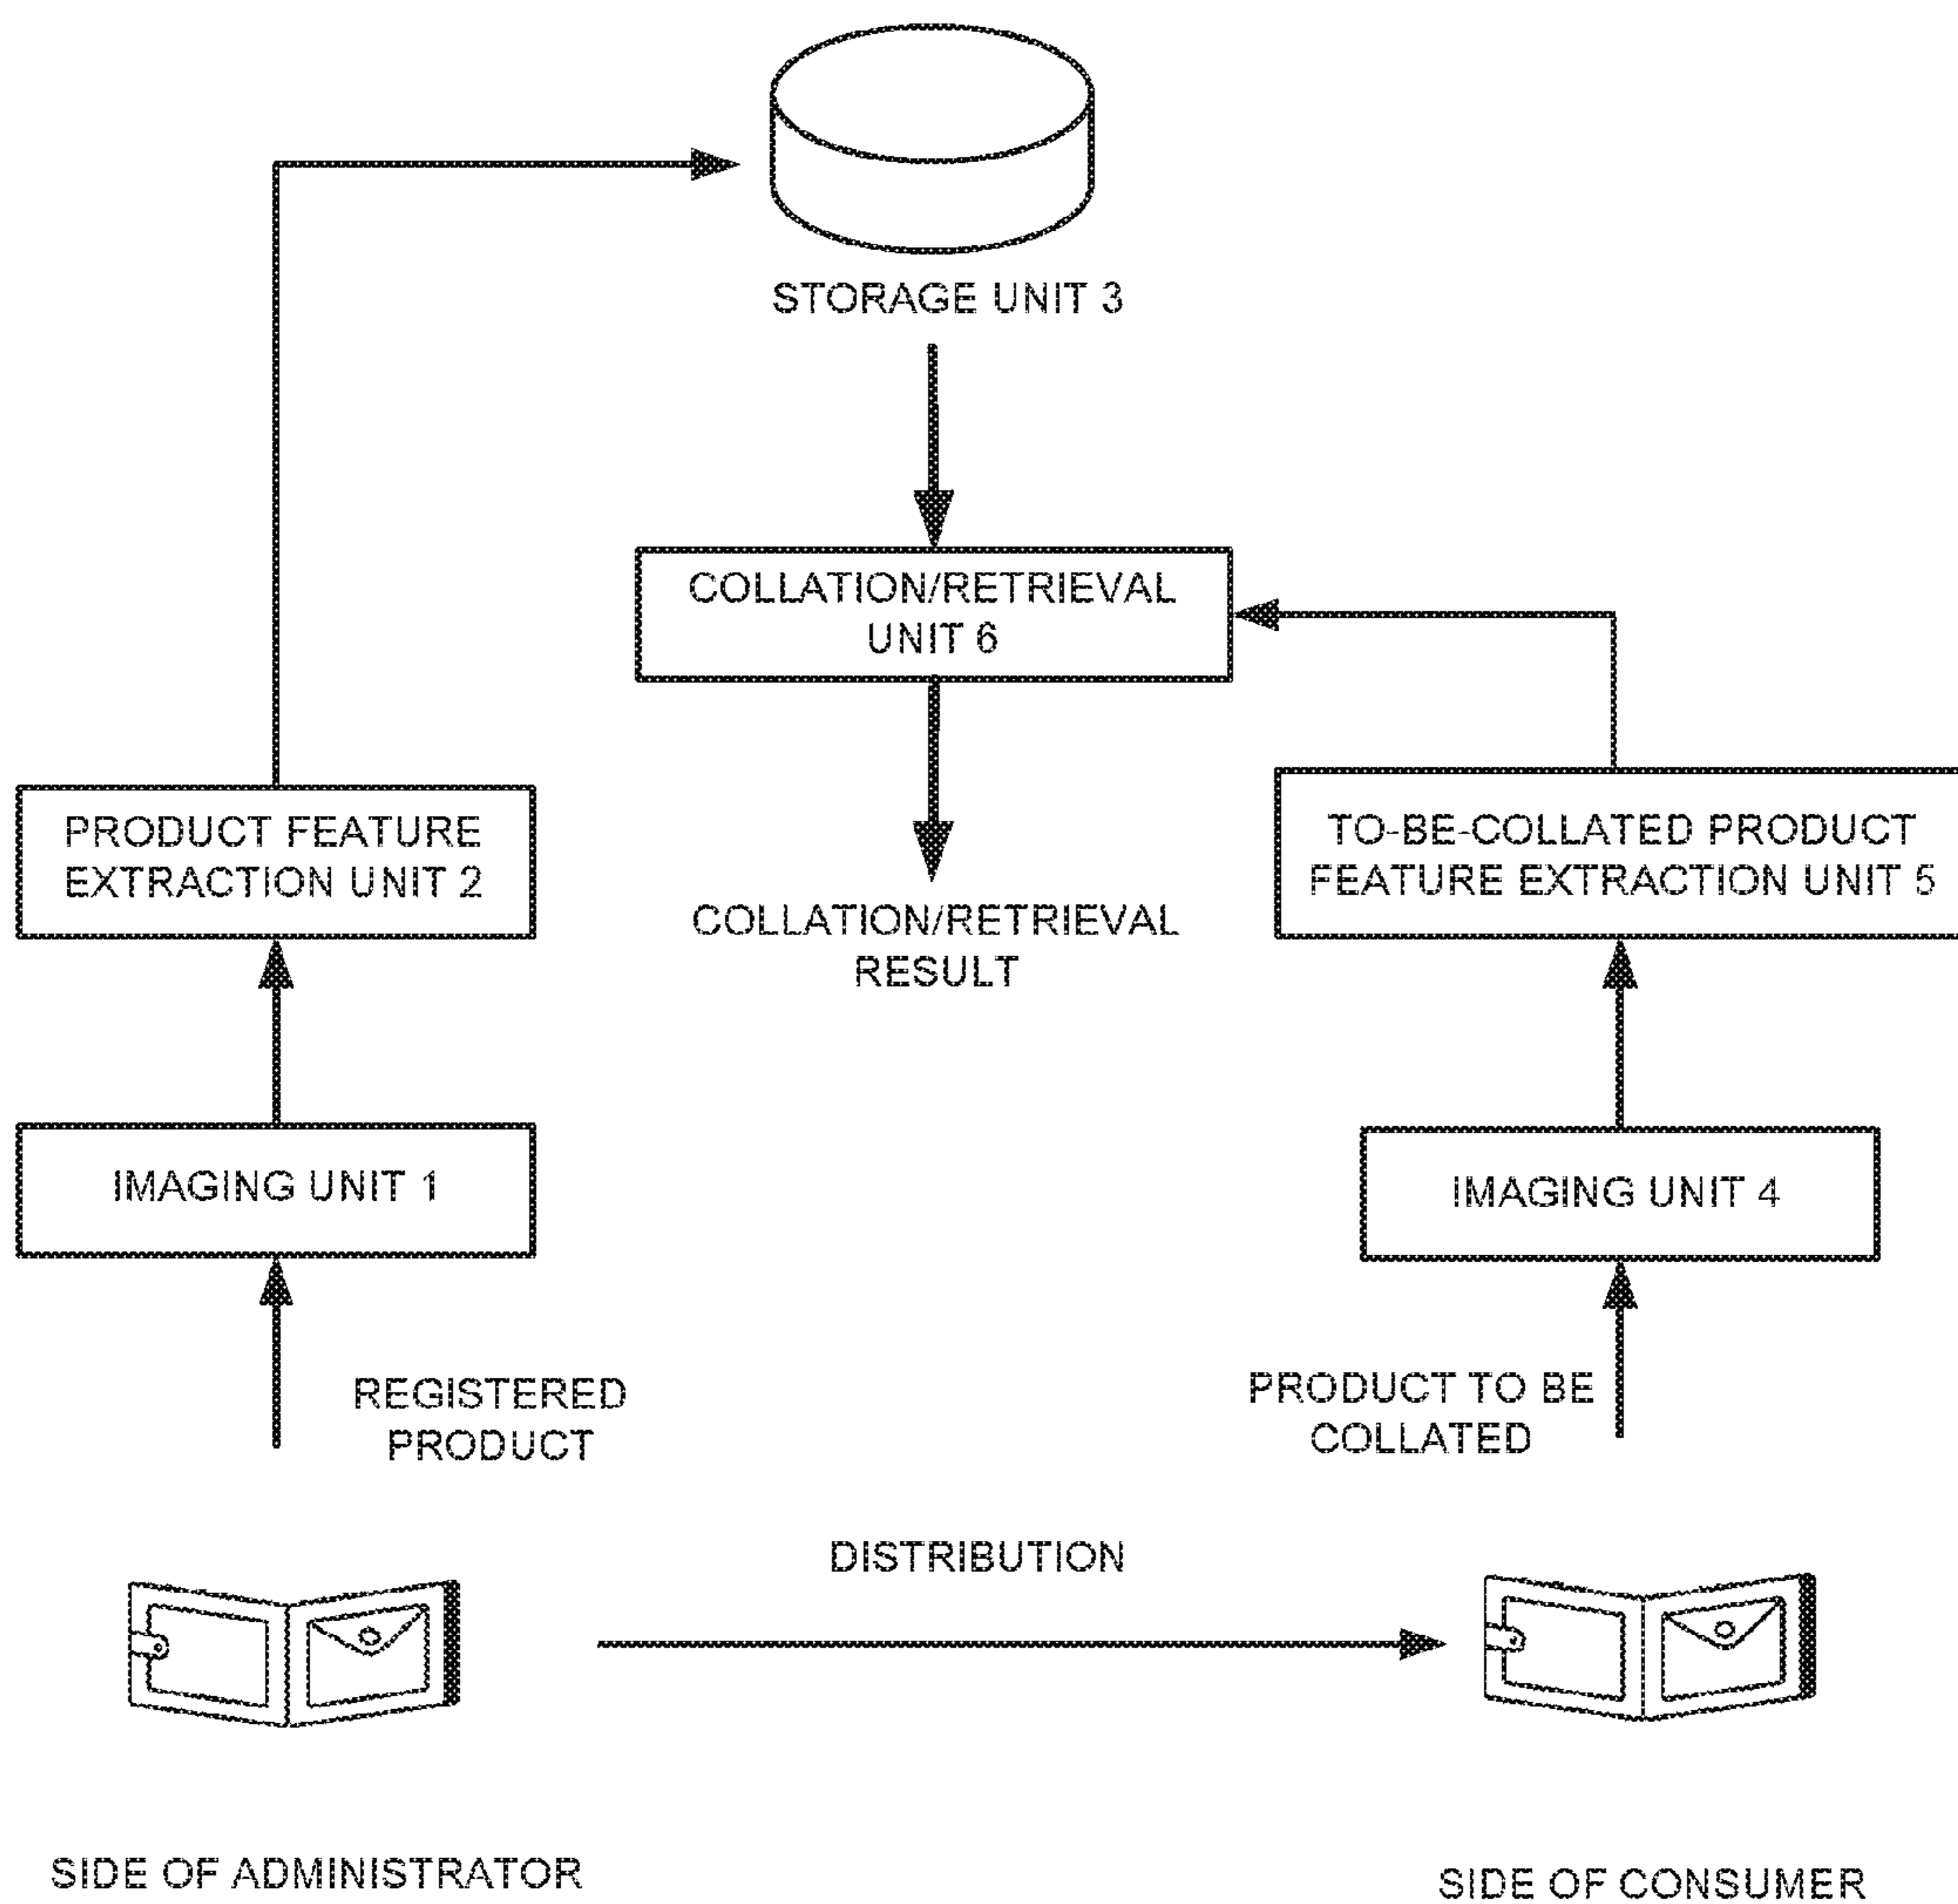 STORAGE UNIT 3
COLLATION/RETRIEVAL
UNIT 6
PRODUCT FEATURE
EXTRACTION UNIT 2
TO-BE-COLLATED PRODUCT
FEATURE EXTRACTION UNIT 5
COLLATION/RETRIEVAL
RESULT
IMAGING UNIT 1
IMAGING UNIT 4
REGISTERED
PRODUCT
PRODUCT TO BE
COLLATED
DISTRIBUTION
SIDE OF ADMINISTRATOR
SIDE OF CONSUMER